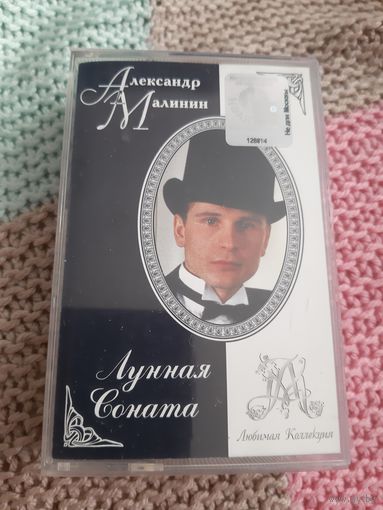 Александр
Малинин
Не для Москвы
128814
Лунная
Соната
Любимая Коллекция